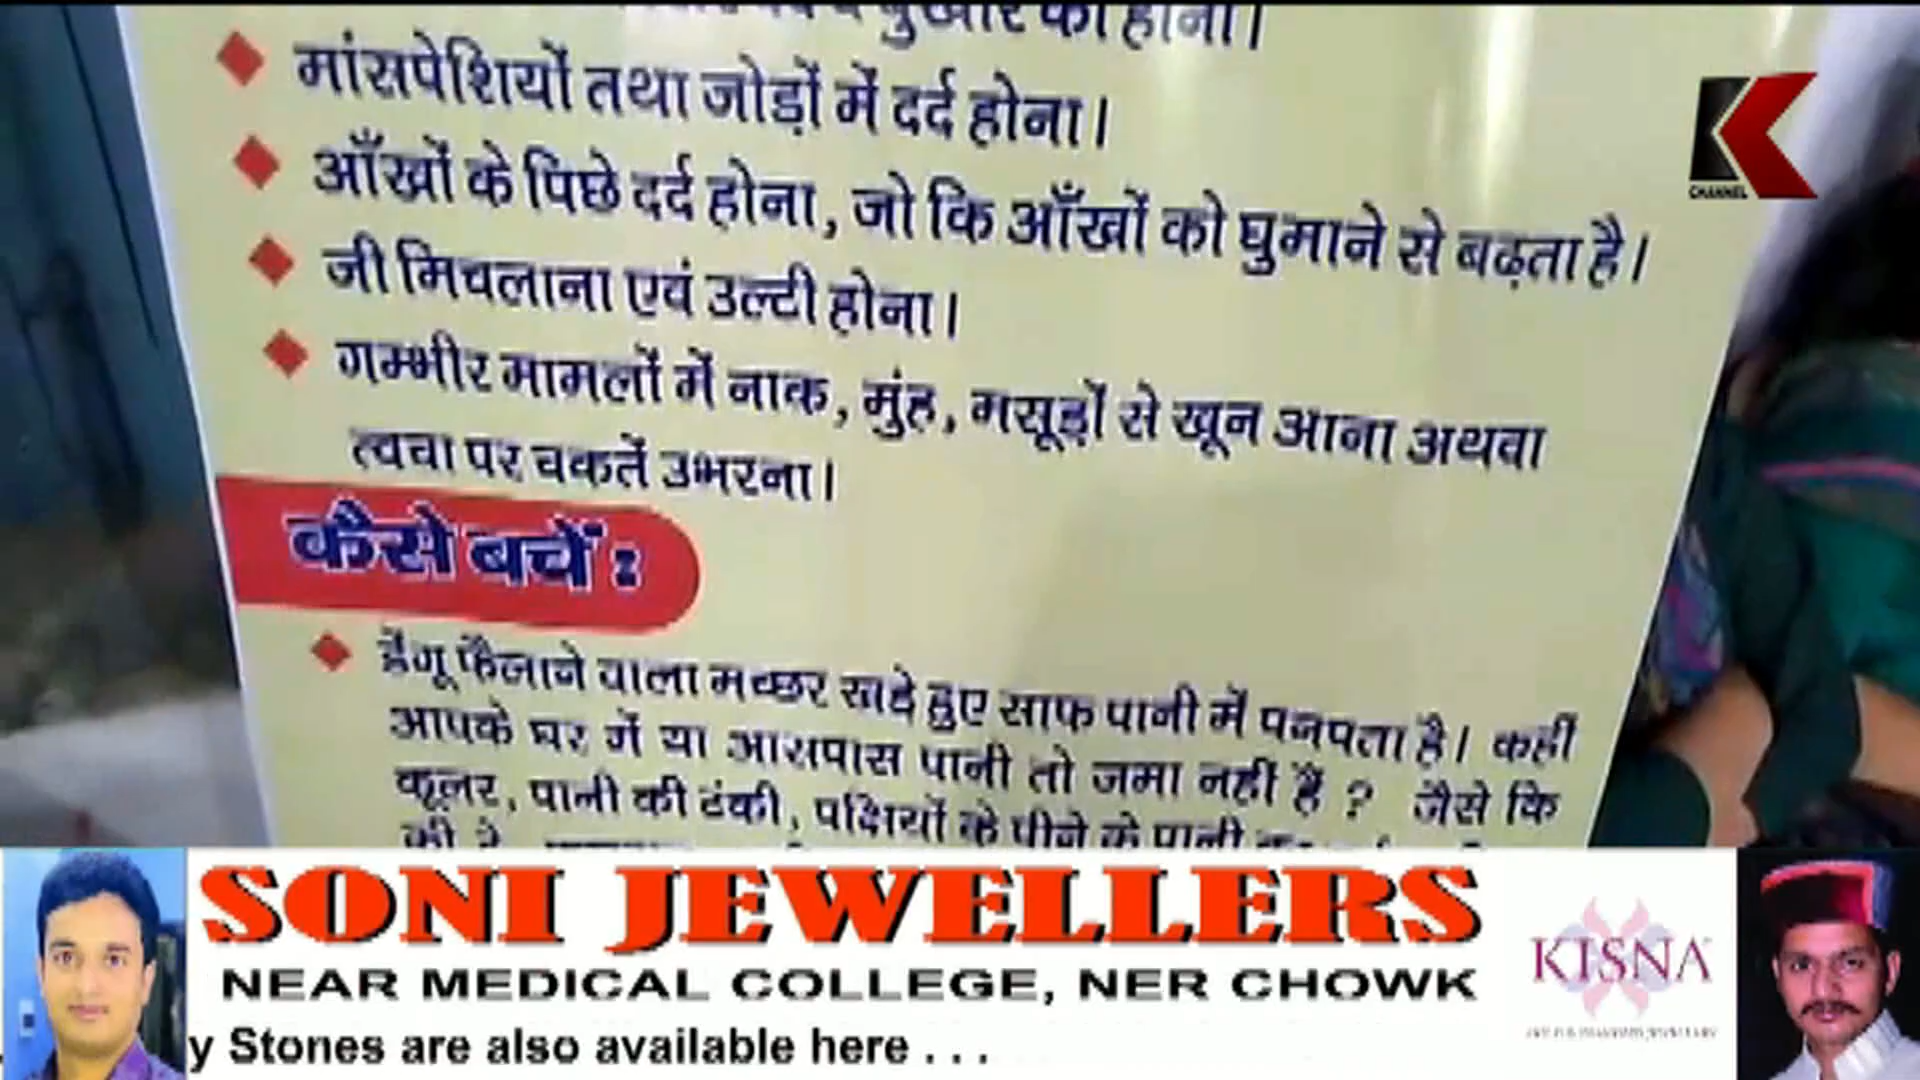 बुखार का होना।
मांसपेशियों तथा जोड़ों में दर्द होना।
आँखों के पिछे दर्द होना, जो कि आँखों को घुमाने से बढ़ता है।
जी मिचलाना एवं उल्टी होना।
गम्भीर मामलों में नाक, मुंह, मसूड़ों से खून आना अथवा
त्वचा पर चकतें उभरना।
कैसे बचें :
डेंगू फैलाने वाला मच्छर खड़े हुए साफ पानी में पनपता है। कहीं
आपके घर में या आसपास पानी तो जमा नहीं है ? जैसे कि
कूलर, पानी की टंकी, पक्षियों के पीने के पानी
K
CHANNEL
SONI JEWELLERS
NEAR MEDICAL COLLEGE, NER CHOWK
y Stones are also available here . . .
KISNA